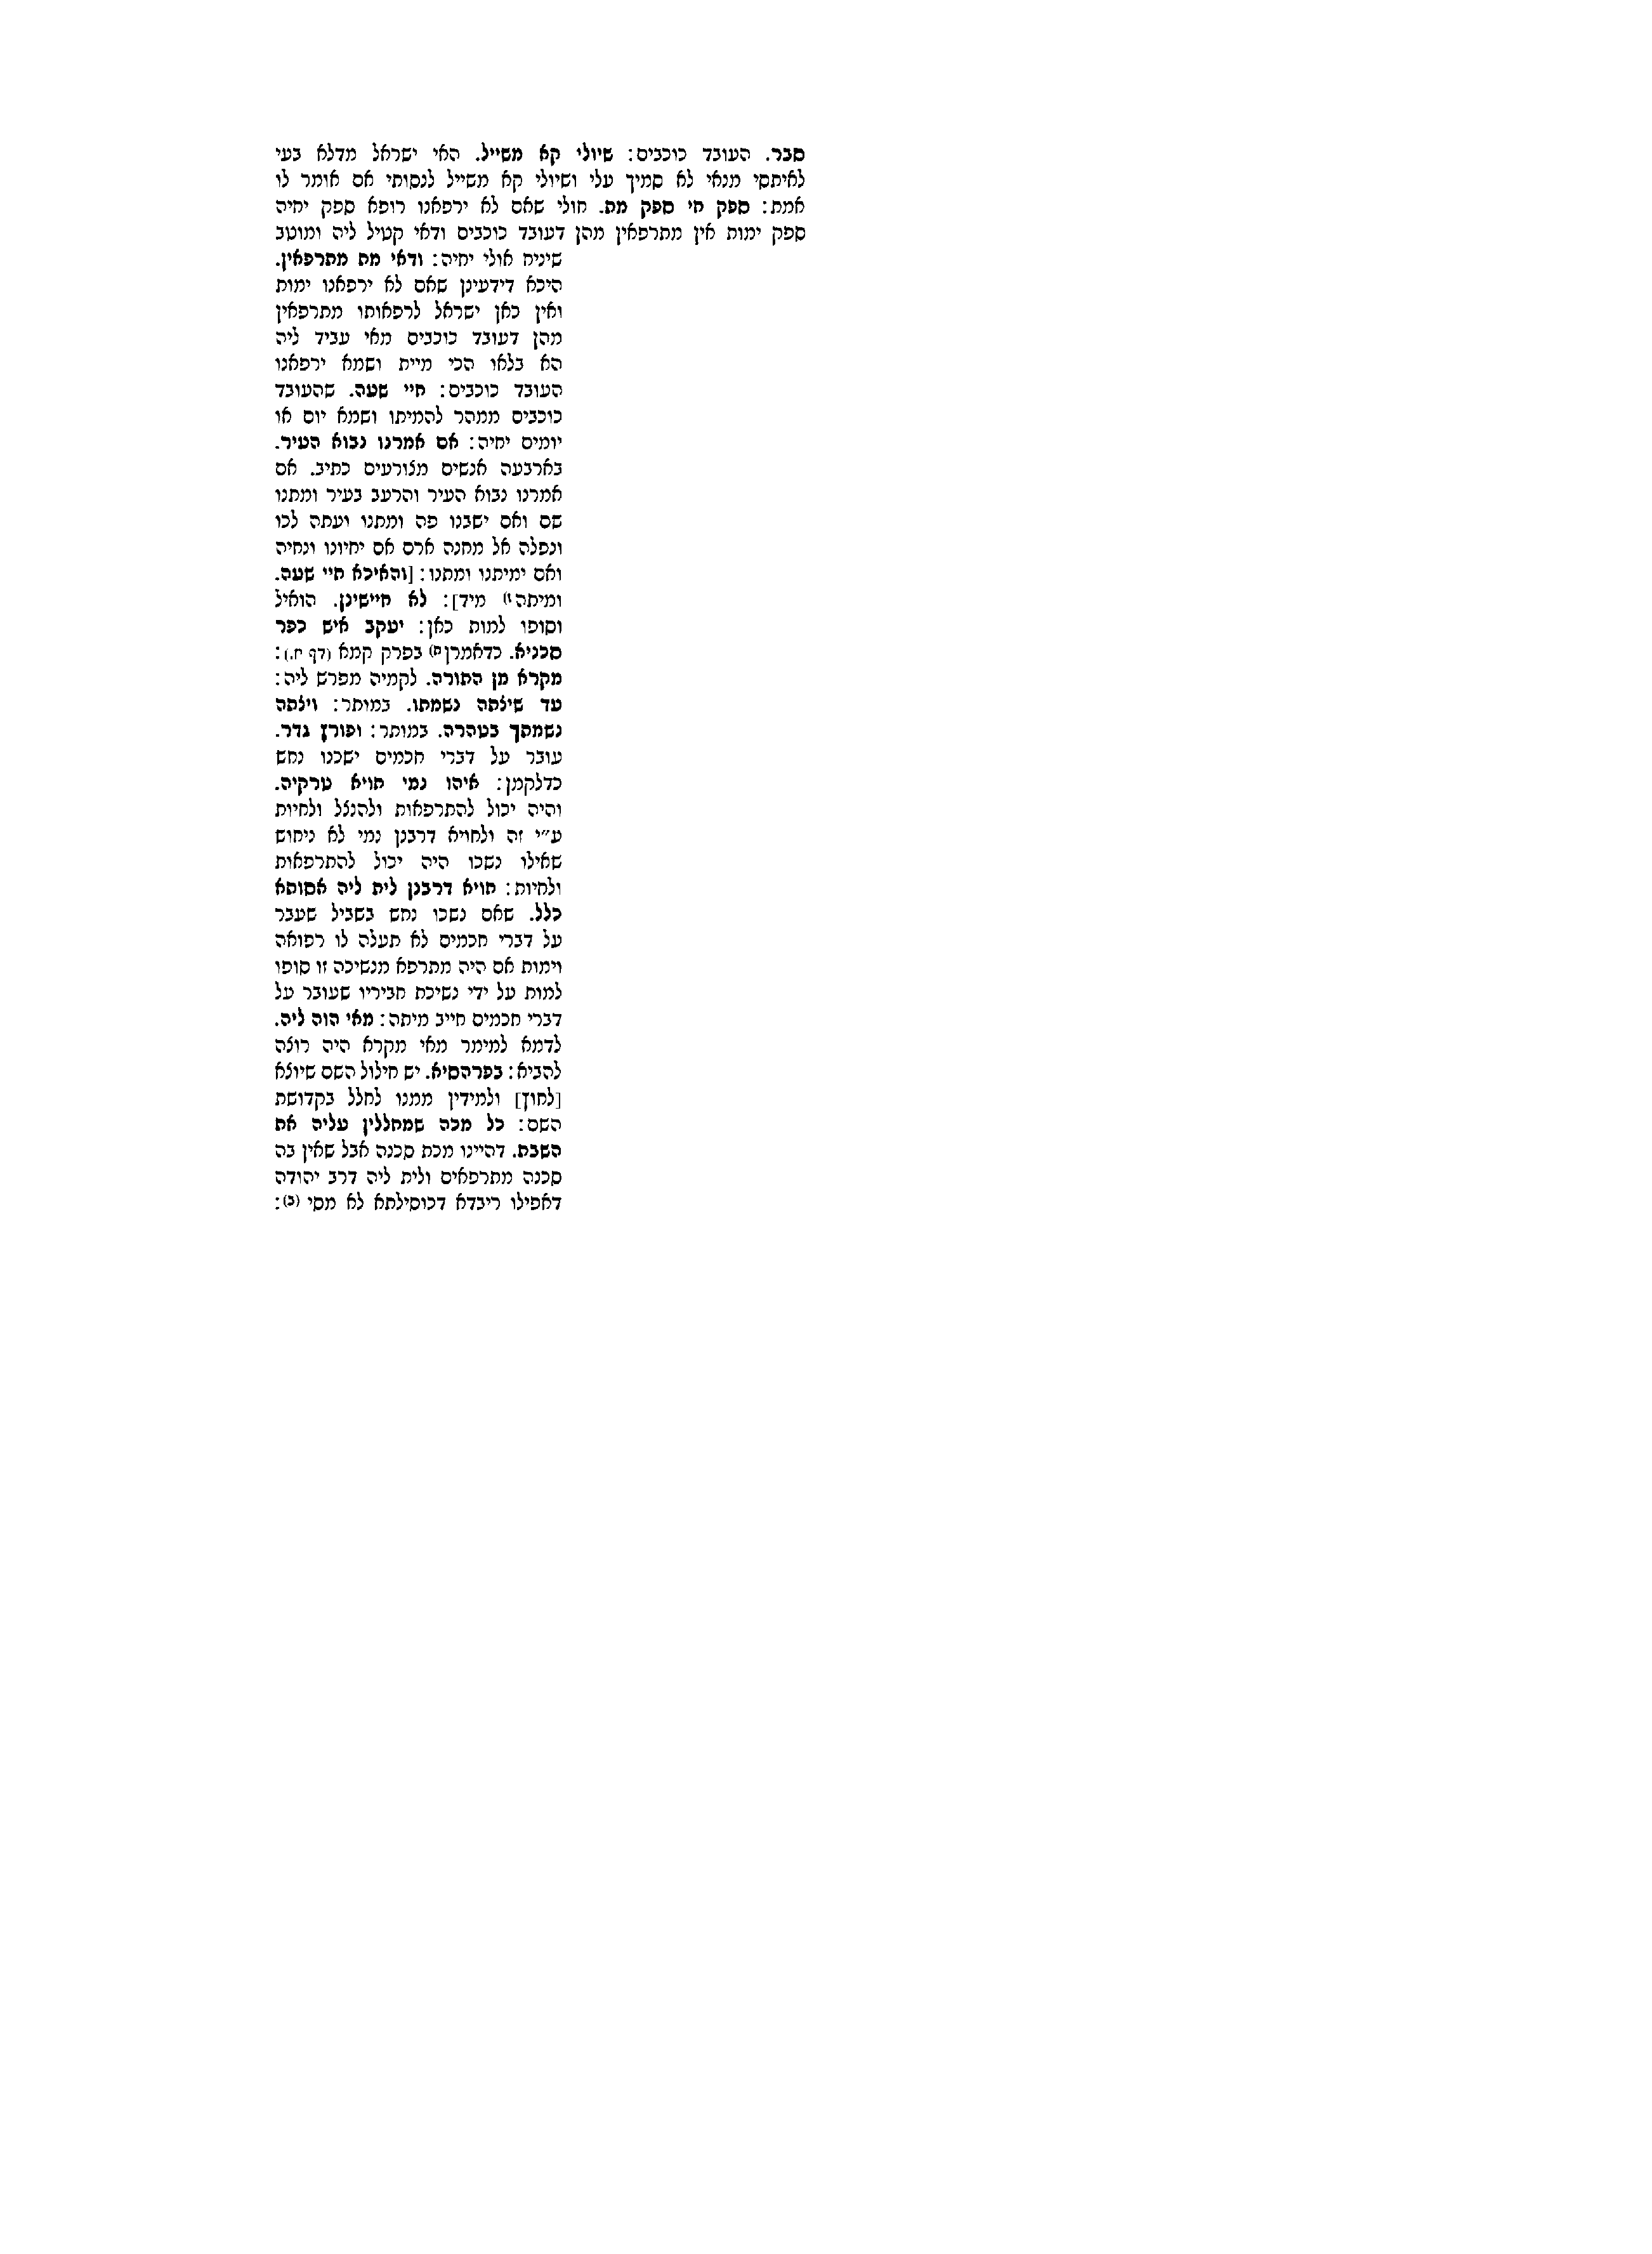 סבר. העובד כוכבים: שיולי קא משייל. האי ישראל מדלא בעי
לאיתסי מנאי לא סמיך עלי ושיולי קא משייל לנסותי אם אומר לו
אמת: ספק חי ספק מת. חולי שאם לא ירפאנו רופא ספק יחיה
ספק ימות אין מתרפאין מהן דעובד כוכבים ודאי קטיל ליה ומוטב
שיניח אולי יחיה: ודאי מת מתרפאין.
היכא דידעינן שאם לא ירפאנו ימות
ואין כאן ישראל לרפאותו מתרפאין
מהן דעובד כוכבים מאי עביד ליה
הא בלאו הכי מיית ושמא ירפאנו
העובד כוכבים: חיי שעה. שהעובד
כוכבים ממהר להמיתו ושמא יום או
יומים יחיה: אם אמרנו נבוא העיר.
בארבעה אנשים מצורעים כתיב. אם
אמרנו נבוא העיר והרעב בעיר ומתנו
שם ואם ישבנו פה ומתנו ועתה לכו
ונפלה אל מחנה ארם אם יחיונו ונחיה
ואם ימיתנו ומתנו: [והאיכא חיי שעה.
ומיתה מיד]: לא חיישינן. הואיל
וסופו למות כאן: יעקב איש כפר
סכניא. כדאמרן בפרק קמא (דף ח.):
מקרא מן התורה. לקמיה מפרש ליה:
עד שיצתה נשמתו. במותר: ויצתה
נשמתך בטהרה. במותר: ופורץ גדר.
עובר על דברי חכמים ישכנו נחש
כדלקמן: איהו נמי חויא טרקיה.
והיה יכול להתרפאות ולהנצל ולחיות
ע״י זה ולחויא דרבנן נמי לא ניחוש
שאילו נשכו היה יכול להתרפאות
ולחיות: חויא דרבנן לית ליה אסותא
כלל. שאם נשכו נחש בשביל שעבר
על דברי חכמים לא תעלה לו רפואה
וימות אם היה מתרפא מנשיכה זו סופו
למות על ידי נשיכת חביריו שעובר על
דברי חכמים חייב מיתה: מאי הוה ליה.
לדמא למימר מאי מקרא היה רוצה
להביא: בפרהסיא. יש חילול השם שיוצא
[לחוץ] ולמידין ממנו לחלל בקדושת
השם: כל מכה שמחללין עליה את
השבת. דהיינו מכת סכנה אבל שאין בה
סכנה מתרפאים ולית ליה דרב יהודה
דאפילו ריבדא דכוסילתא לא מסי (ב):